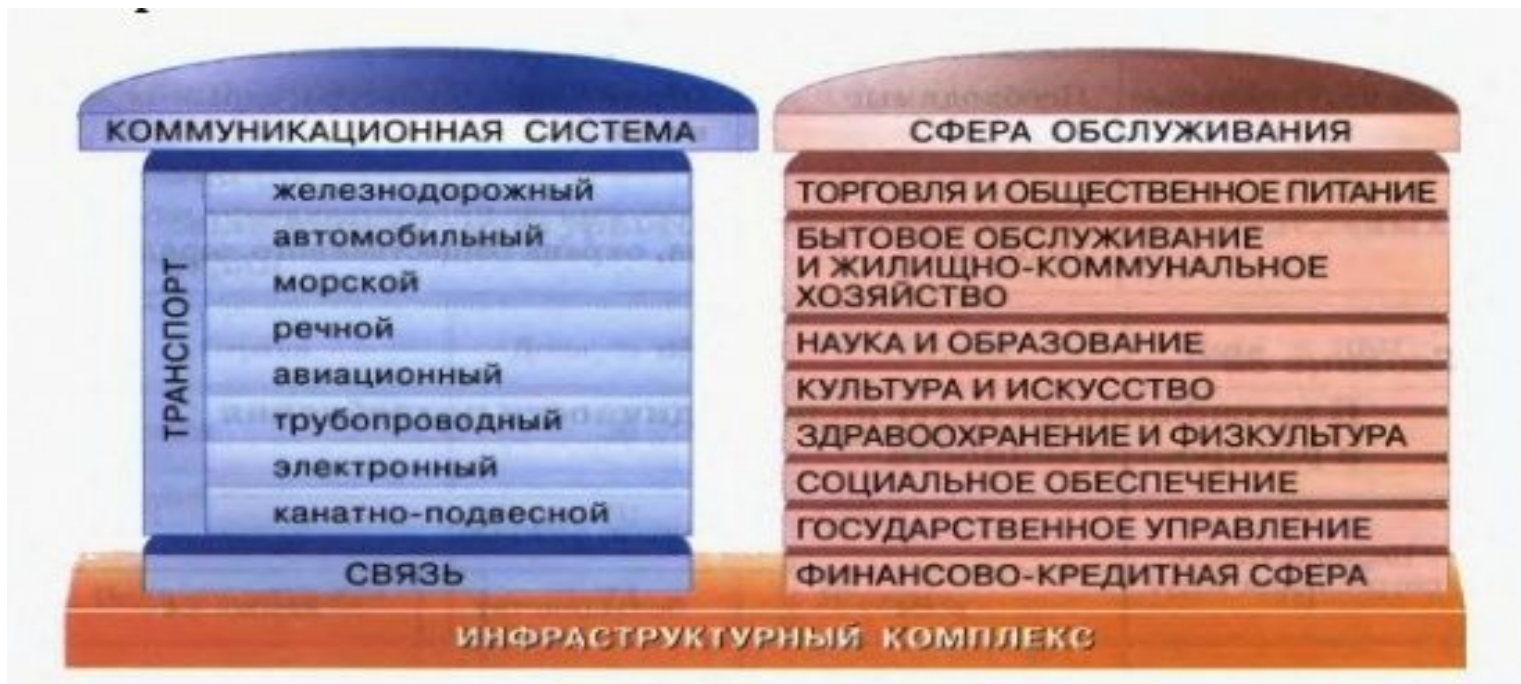 КОММУНИКАЦИОННАЯ СИСТЕМА
ТРАНСПОРТ
железнодорожный
автомобильный
морской
речной
авиационный
трубопроводный
электронный
канатно-подвесной
СВЯЗЬ
СФЕРА ОБСЛУЖИВАНИЯ
ТОРГОВЛЯ И ОБЩЕСТВЕННОЕ ПИТАНИЕ
БЫТОВОЕ ОБСЛУЖИВАНИЕ
И ЖИЛИЩНО-КОММУНАЛЬНОЕ
ХОЗЯЙСТВО
НАУКА И ОБРАЗОВАНИЕ
КУЛЬТУРА И ИСКУССТВО
ЗДРАВООХРАНЕНИЕ И ФИЗКУЛЬТУРА
СОЦИАЛЬНОЕ ОБЕСПЕЧЕНИЕ
ГОСУДАРСТВЕННОЕ УПРАВЛЕНИЕ
ФИНАНСОВО-КРЕДИТНАЯ СФЕРА
ИНФРАСТРУКТУРНЫЙ КОМПЛЕКС